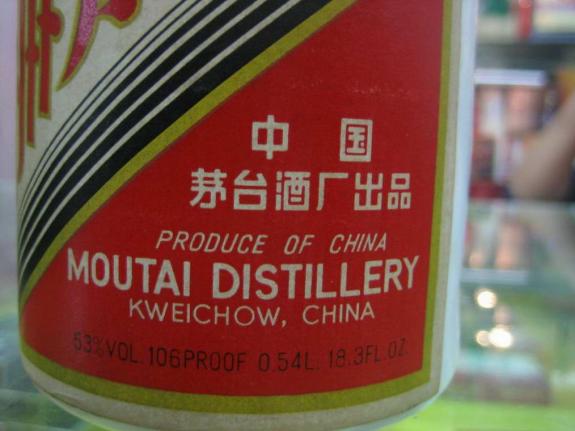 中国
茅台酒厂出品
PRODUCE OF CHINA
MOUTAI DISTILLERY
KWEICHOW, CHINA
53%VOL. 106PROOF 0.54L. 18.3FL.OZ.